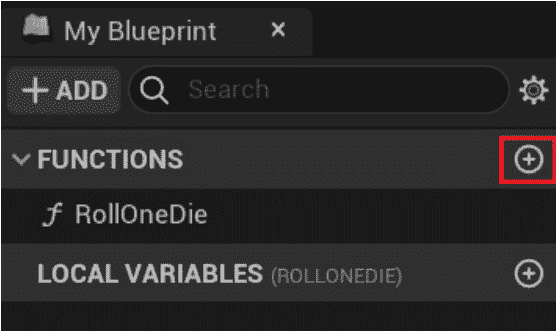 My Blueprint
ADD
Search
FUNCTIONS
f RollOneDie
LOCAL VARIABLES (ROLLONEDIE)